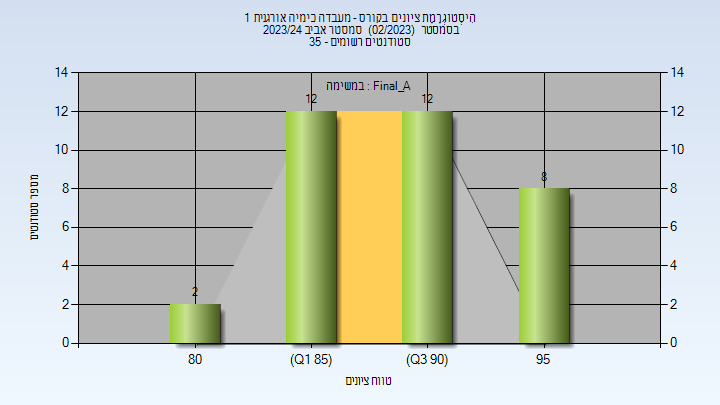 היסטוגרמת ציונים בקורס - מעבדה כימיה אורגנית 1
בסמסטר (02/2023) סמסטר אביב 2023/24
סטודנטים רשומים - 35
במשימה : Final_A
14
12
10
8
6
4
2
0
מספר סטודנטים
2
12
12
8
14
12
10
8
6
4
2
0
80
(Q1 85)
(Q3 90)
95
טווח ציונים